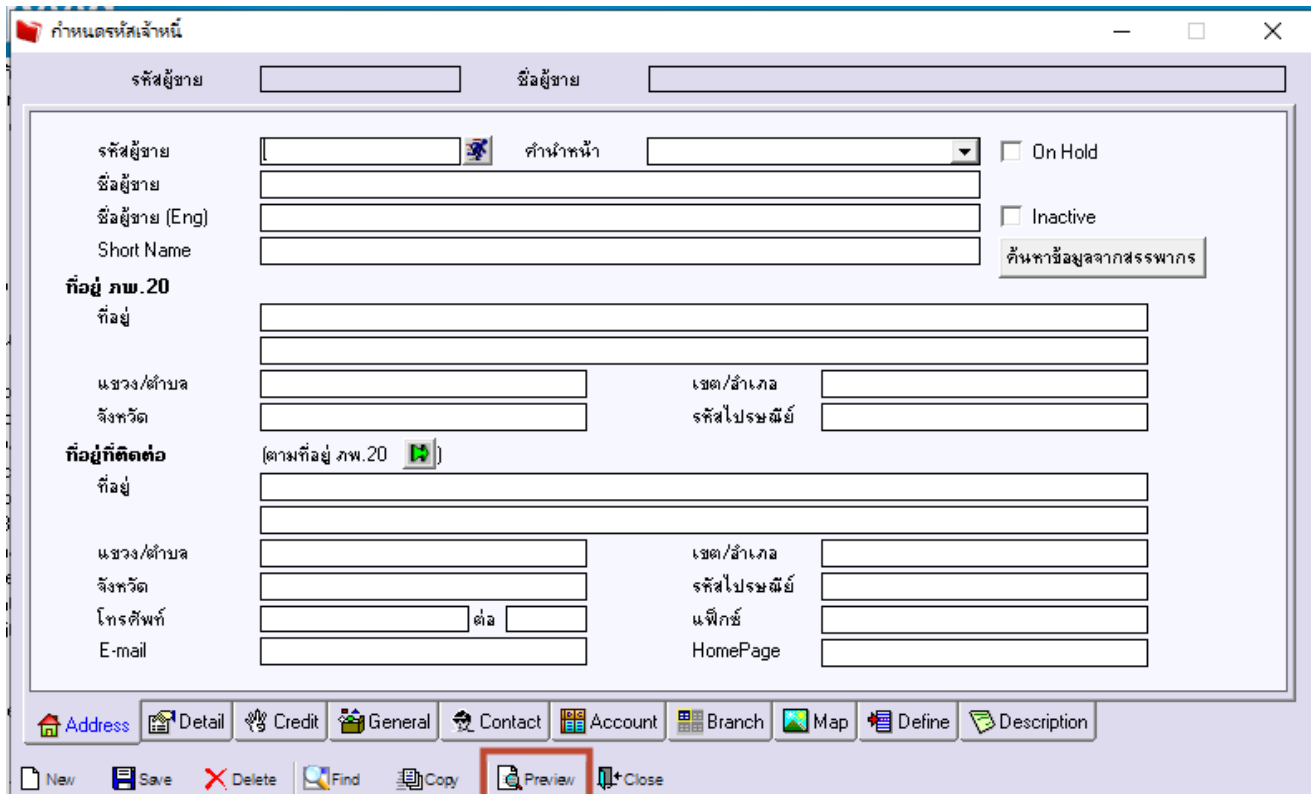 กำหนดรหัสเจ้าหนี้
รหัสผู้ขาย ชื่อผู้ขาย
รหัสผู้ขาย คำนำหน้า On Hold
ชื่อผู้ขาย
ชื่อผู้ขาย (Eng) Inactive
Short Name ค้นหาข้อมูลจากสรรพากร
ที่อยู่ ภพ.20
ที่อยู่
แขวง/ตำบล เขต/อำเภอ
จังหวัด รหัสไปรษณีย์
ที่อยู่ที่ติดต่อ (ตามที่อยู่ ภพ.20 )
ที่อยู่
แขวง/ตำบล เขต/อำเภอ
จังหวัด รหัสไปรษณีย์
โทรศัพท์ ต่อ แฟ็กซ์
E-mail HomePage
Address Detail Credit General Contact Account Branch Map Define Description
New Save Delete Find Copy Preview Close